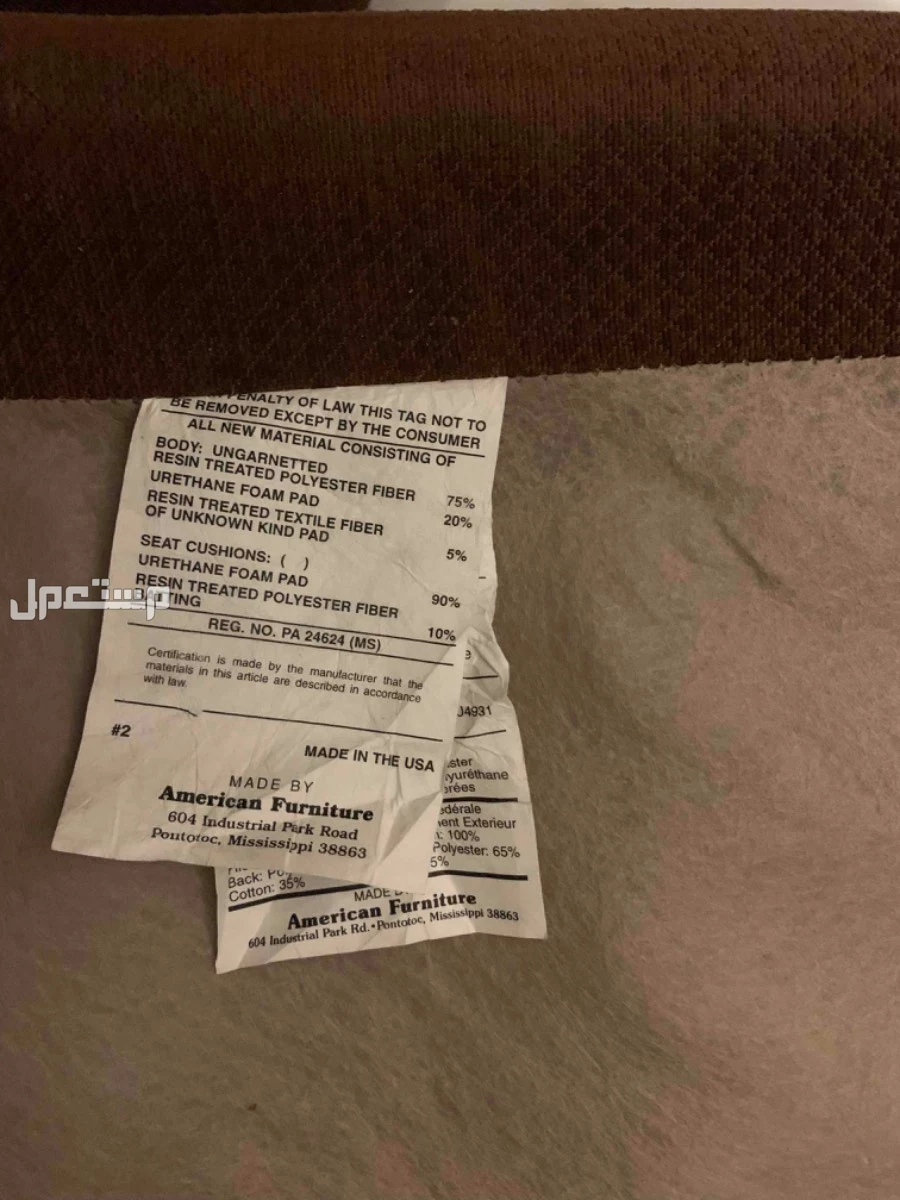 PENALTY OF LAW THIS TAG NOT TO
BE REMOVED EXCEPT BY THE CONSUMER
ALL NEW MATERIAL CONSISTING OF
BODY: UNGARNETTED
RESIN TREATED POLYESTER FIBER 75%
URETHANE FOAM PAD 20%
RESIN TREATED TEXTILE FIBER
OF UNKNOWN KIND PAD 5%
SEAT CUSHIONS: ( )
URETHANE FOAM PAD 90%
RESIN TREATED POLYESTER FIBER
BATTING 10%
REG. NO. PA 24624 (MS)
Certification is made by the manufacturer that the
materials in this article are described in accordance
with law.
#2
MADE IN THE USA
MADE BY
American Furniture
604 Industrial Park Road
Pontotoc, Mississippi 38863
مستعمل
J4931
ster
yuréthane
rées
édérale
ent Exterieur
: 100%
Polyester: 65%
5%
Back:
Cotton: 35%
MADE
American Furniture
604 Industrial Park Rd.•Pontotoc, Mississippi 38863